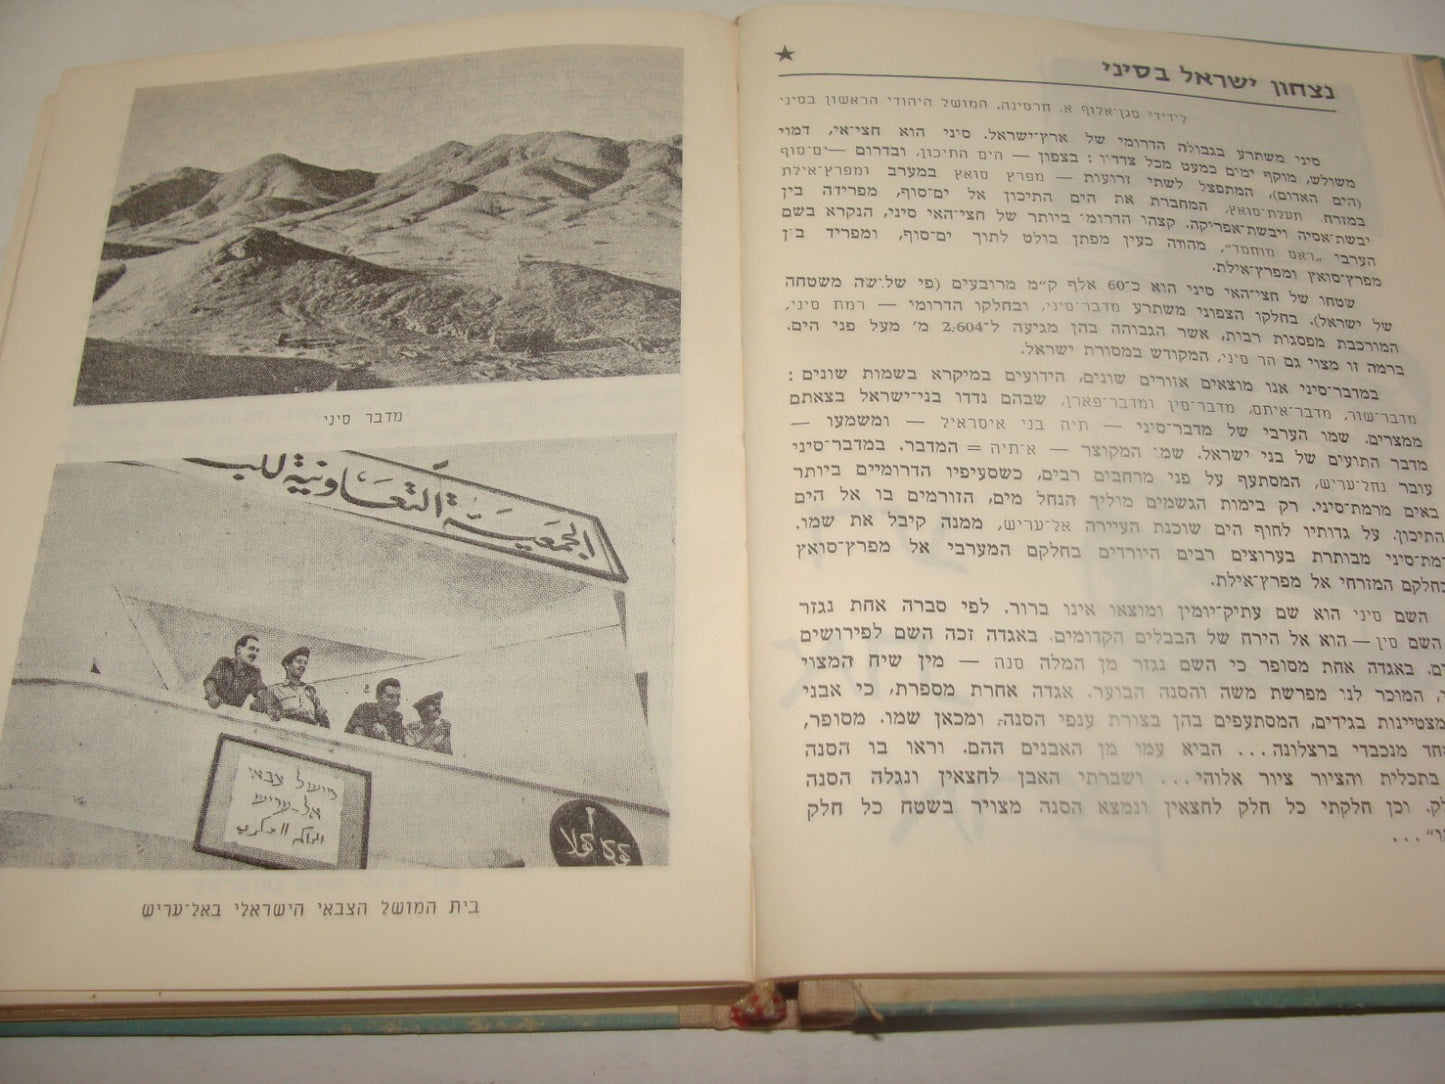 מדבר סיני
الجمعية التعاونية للب
מושל צבאי
אל-עריש
בית המושל הצבאי הישראלי באל־עריש
נצחון ישראל בסיני
לידידי סגן־אלוף א. חרסינה, המושל היהודי הראשון בסיני
סיני משתרע בגבולה הדרומי של ארץ־ישראל. סיני הוא חצי־אי, דמוי
משולש, מוקף ימים כמעט מכל צדדיו : בצפון — הים התיכון, ובדרום —ים־סוף
(הים האדום), המתפצל לשתי זרועות — מפרץ סואץ במערב ומפרץ־אילת
במזרח. תעלת־סואץ, המחברת את הים התיכון אל ים־סוף, מפרידה בין
יבשת־אסיה ויבשת־אפריקה. קצהו הדרומי ביותר של חצי־האי סיני, הנקרא בשם
הערבי „ראס מוחמד״, מהווה כעין מפתן בולט לתוך ים־סוף, ומפריד בין
מפרץ־סואץ ומפרץ־אילת.
שטחו של חצי־האי סיני הוא כ־60 אלף ק״מ מרובעים (פי שלושה משטחה
של ישראל). בחלקו הצפוני משתרע מדבר־סיני, ובחלקו הדרומי — רמת סיני,
המורכבת מפסגות רבות, אשר הגבוהה בהן מגיעה ל־2,604 מ׳ מעל פני הים.
ברמה זו מצוי גם הר סיני, המקודש במסורת ישראל.
במדבר־סיני אנו מוצאים אזורים שונים, הידועים במיקרא בשמות שונים :
מדבר־שור, מדבר־איתם, מדבר־סין ומדבר־פארן, שבהם נדדו בני־ישראל בצאתם
ממצרים. שמו הערבי של מדבר־סיני — תיה בני איסראיל — ומשמעו —
מדבר התועים של בני ישראל. שמו המקוצר — א־תיה = המדבר. במדבר־סיני
עובר נחל־עריש, המסתעף על פני מרחבים רבים, כשסעיפיו הדרומיים ביותר
באים מרמת־סיני. רק בימות הגשמים מוליך הנחל מים, הזורמים בו אל הים
התיכון. על גדותיו לחוף הים שוכנת העיירה אל־עריש, ממנה קיבל את שמו.
מת־סיני מבותרת בערוצים רבים היורדים בחלקם המערבי אל מפרץ־סואץ
בחלקם המזרחי אל מפרץ־אילת.
השם סיני הוא שם עתיק־יומין ומוצאו אינו ברור. לפי סברה אחת נגזר
השם סין — הוא אל הירח של הבבלים הקדומים. באגדה זכה השם לפירושים
ים. באגדה אחת מסופר כי השם נגזר מן המלה סנה — מין שיח המצוי
, המוכר לנו מפרשת משה והסנה הבוער. אגדה אחרת מספרת, כי אבני
מצטיינות בגידים, המסתעפים בהן בצורת ענפי הסנה, ומכאן שמו. מסופר,
חד מנכבדי ברצלונה... הביא עמו מן האבנים ההם. וראו בו הסנה
בתכלית והציור ציור אלוהי... ושברתי האבן לחצאין ונגלה הסנה
ק. וכן חלקתי כל חלק לחצאין ונמצא הסנה מצויר בשטח כל חלק
ו״...